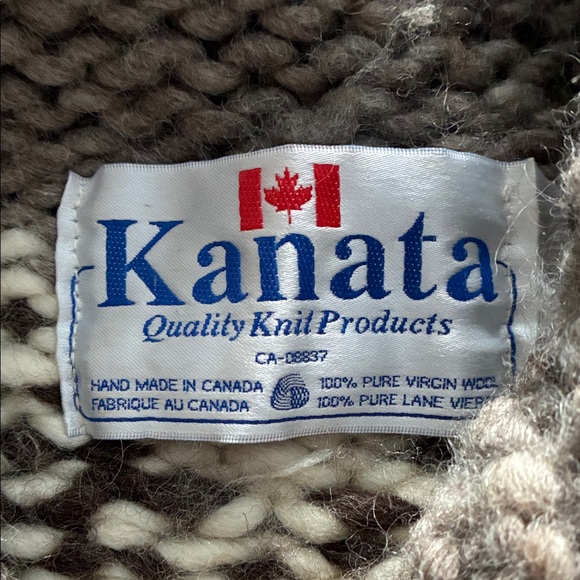 Kanata
Quality Knit Products
CA-08837
HAND MADE IN CANADA 100% PURE VIRGIN WOOL
FABRIQUE AU CANADA 100% PURE LANE